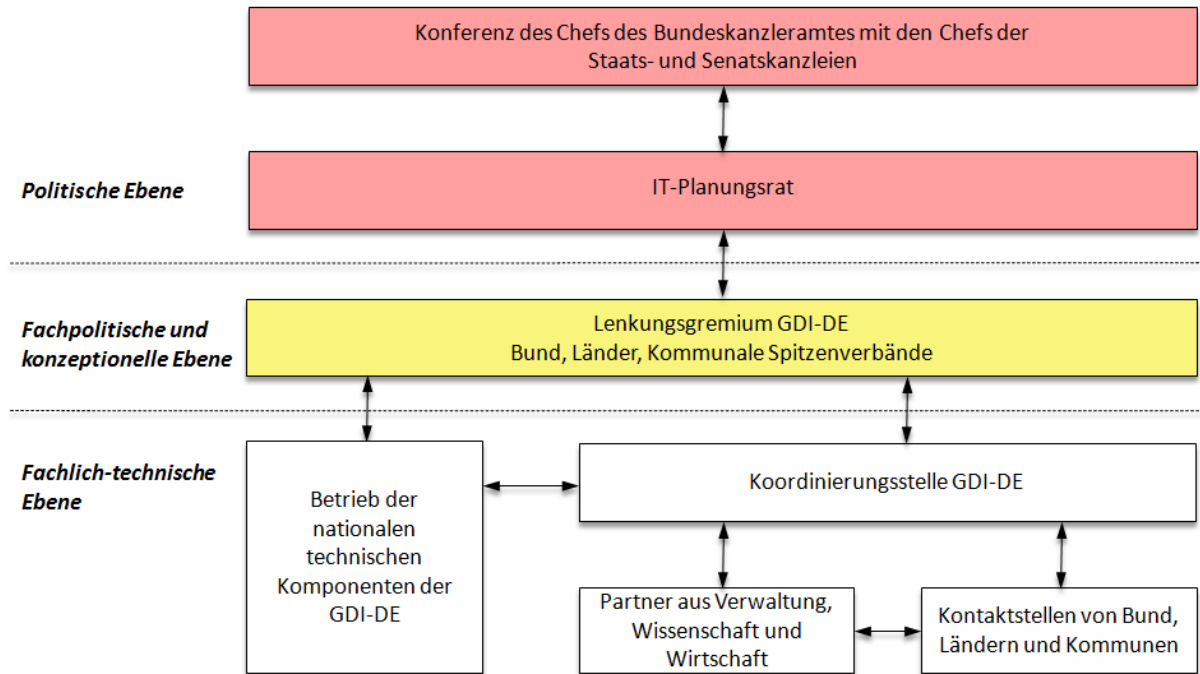 Konferenz des Chefs des Bundeskanzleramtes mit den Chefs der
Staats- und Senatskanzleien
Politische Ebene
IT-Planungsrat
Fachpolitische und
konzeptionelle Ebene
Lenkungsgremium GDI-DE
Bund, Länder, Kommunale Spitzenverbände
Fachlich-technische
Ebene
Betrieb der
nationalen
technischen
Komponenten der
GDI-DE
Koordinierungsstelle GDI-DE
Partner aus Verwaltung,
Wissenschaft und
Wirtschaft
Kontaktstellen von Bund,
Ländern und Kommunen